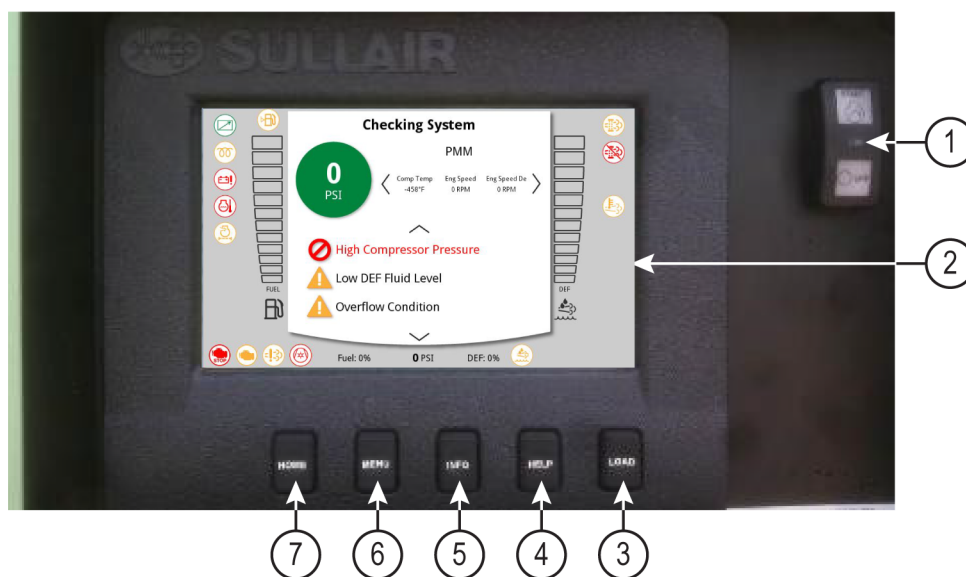 SULLAIR
START
OFF
1
Checking System
PMM
0
PSI
Comp Temp
-458°F
Eng Speed
0 RPM
Eng Speed De
0 RPM
High Compressor Pressure
2
Low DEF Fluid Level
FUEL
DEF
Overflow Condition
STOP
Fuel: 0%
0 PSI
DEF: 0%
HOME
MENU
INFO
HELP
LOAD
7
6
5
4
3